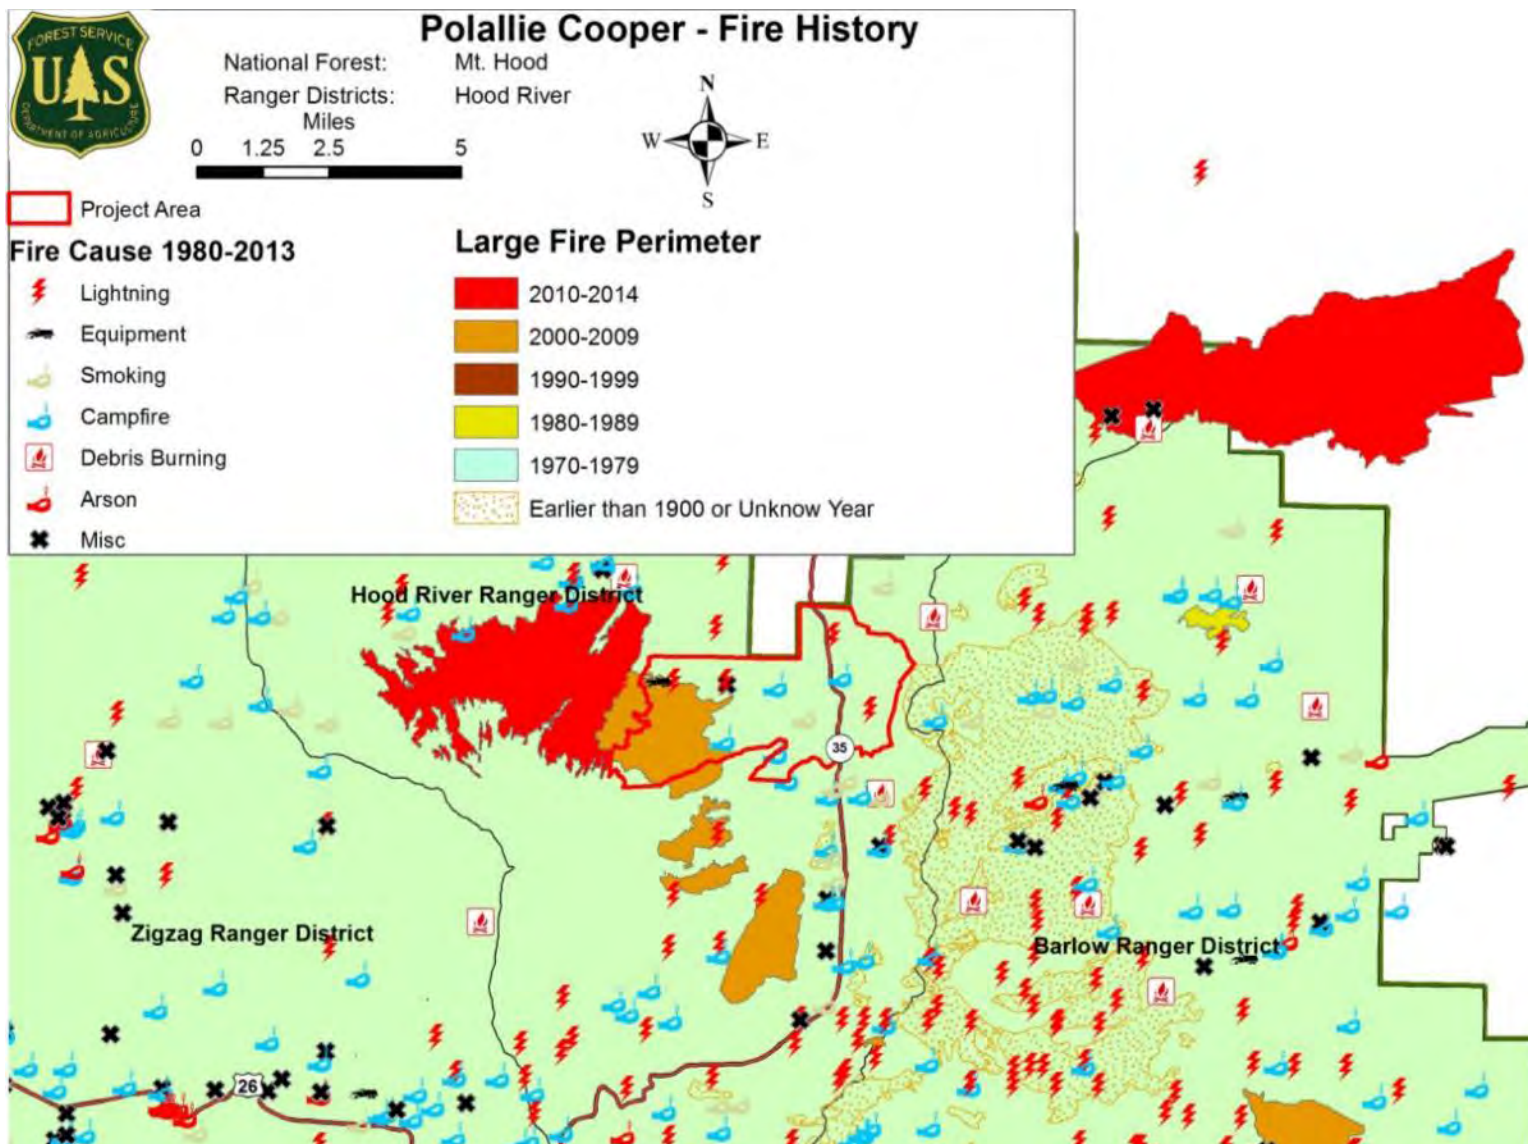 Polallie Cooper - Fire History
FOREST SERVICE
US
DEPARTMENT OF AGRICULTURE
National Forest: Mt. Hood
Ranger Districts: Hood River
Miles
0 1.25 2.5 5
N
W E
S
Project Area
Fire Cause 1980-2013
Lightning
Equipment
Smoking
Campfire
Debris Burning
Arson
Misc
Large Fire Perimeter
2010-2014
2000-2009
1990-1999
1980-1989
1970-1979
Earlier than 1900 or Unknow Year
Hood River Ranger District
35
Zigzag Ranger District
Barlow Ranger District
26